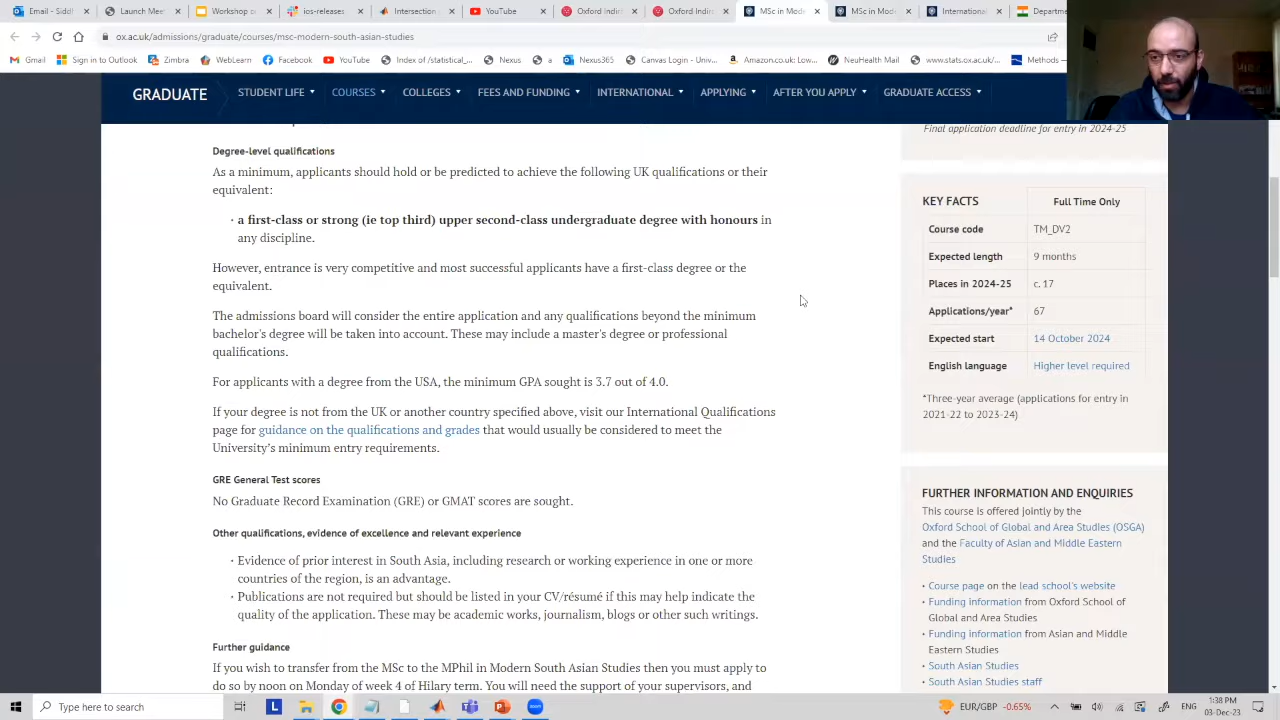 Email - Sidd!
Launch Meet
Workshop o
ios-releases
Intersection
YouTube
Oxford Indi
Oxford Indi
MSc in Mod
MSc in Mod
International
Departme
ox.ac.uk/admissions/graduate/courses/msc-modern-south-asian-studies
Gmail
Sign in to Outlook
Zimbra
WebLearn
Facebook
YouTube
Index of /statistical_...
Nexus
a
Nexus365
Canvas Login - Univ...
Amazon.co.uk: Low...
NeuHealth Mail
www.stats.ox.ac.uk/...
Methods –
GRADUATE
STUDENT LIFE
COURSES
COLLEGES
FEES AND FUNDING
INTERNATIONAL
APPLYING
AFTER YOU APPLY
GRADUATE ACCESS
Degree-level qualifications
As a minimum, applicants should hold or be predicted to achieve the following UK qualifications or their
equivalent:
· a first-class or strong (ie top third) upper second-class undergraduate degree with honours in
any discipline.
However, entrance is very competitive and most successful applicants have a first-class degree or the
equivalent.
The admissions board will consider the entire application and any qualifications beyond the minimum
bachelor's degree will be taken into account. These may include a master's degree or professional
qualifications.
For applicants with a degree from the USA, the minimum GPA sought is 3.7 out of 4.0.
If your degree is not from the UK or another country specified above, visit our International Qualifications
page for guidance on the qualifications and grades that would usually be considered to meet the
University's minimum entry requirements.
GRE General Test scores
No Graduate Record Examination (GRE) or GMAT scores are sought.
Other qualifications, evidence of excellence and relevant experience
· Evidence of prior interest in South Asia, including research or working experience in one or more
countries of the region, is an advantage.
· Publications are not required but should be listed in your CV/résumé if this may help indicate the
quality of the application. These may be academic works, journalism, blogs or other such writings.
Further guidance
If you wish to transfer from the MSc to the MPhil in Modern South Asian Studies then you must apply to
do so by noon on Monday of week 4 of Hilary term. You will need the support of your supervisors, and
Final application deadline for entry in 2024-25
KEY FACTS
Full Time Only
Course code TM_DV2
Expected length 9 months
Places in 2024-25 c. 17
Applications/year* 67
Expected start 14 October 2024
English language Higher level required
*Three-year average (applications for entry in
2021-22 to 2023-24)
FURTHER INFORMATION AND ENQUIRIES
This course is offered jointly by the
Oxford School of Global and Area Studies (OSGA)
and the Faculty of Asian and Middle Eastern
Studies
· Course page on the lead school's website
· Funding information from Oxford School of
Global and Area Studies
· Funding information from Asian and Middle
Eastern Studies
· South Asian Studies
· South Asian Studies staff
Type here to search
L
EUR/GBP -0.65%
ENG
1:38 PM
03-Dec-23